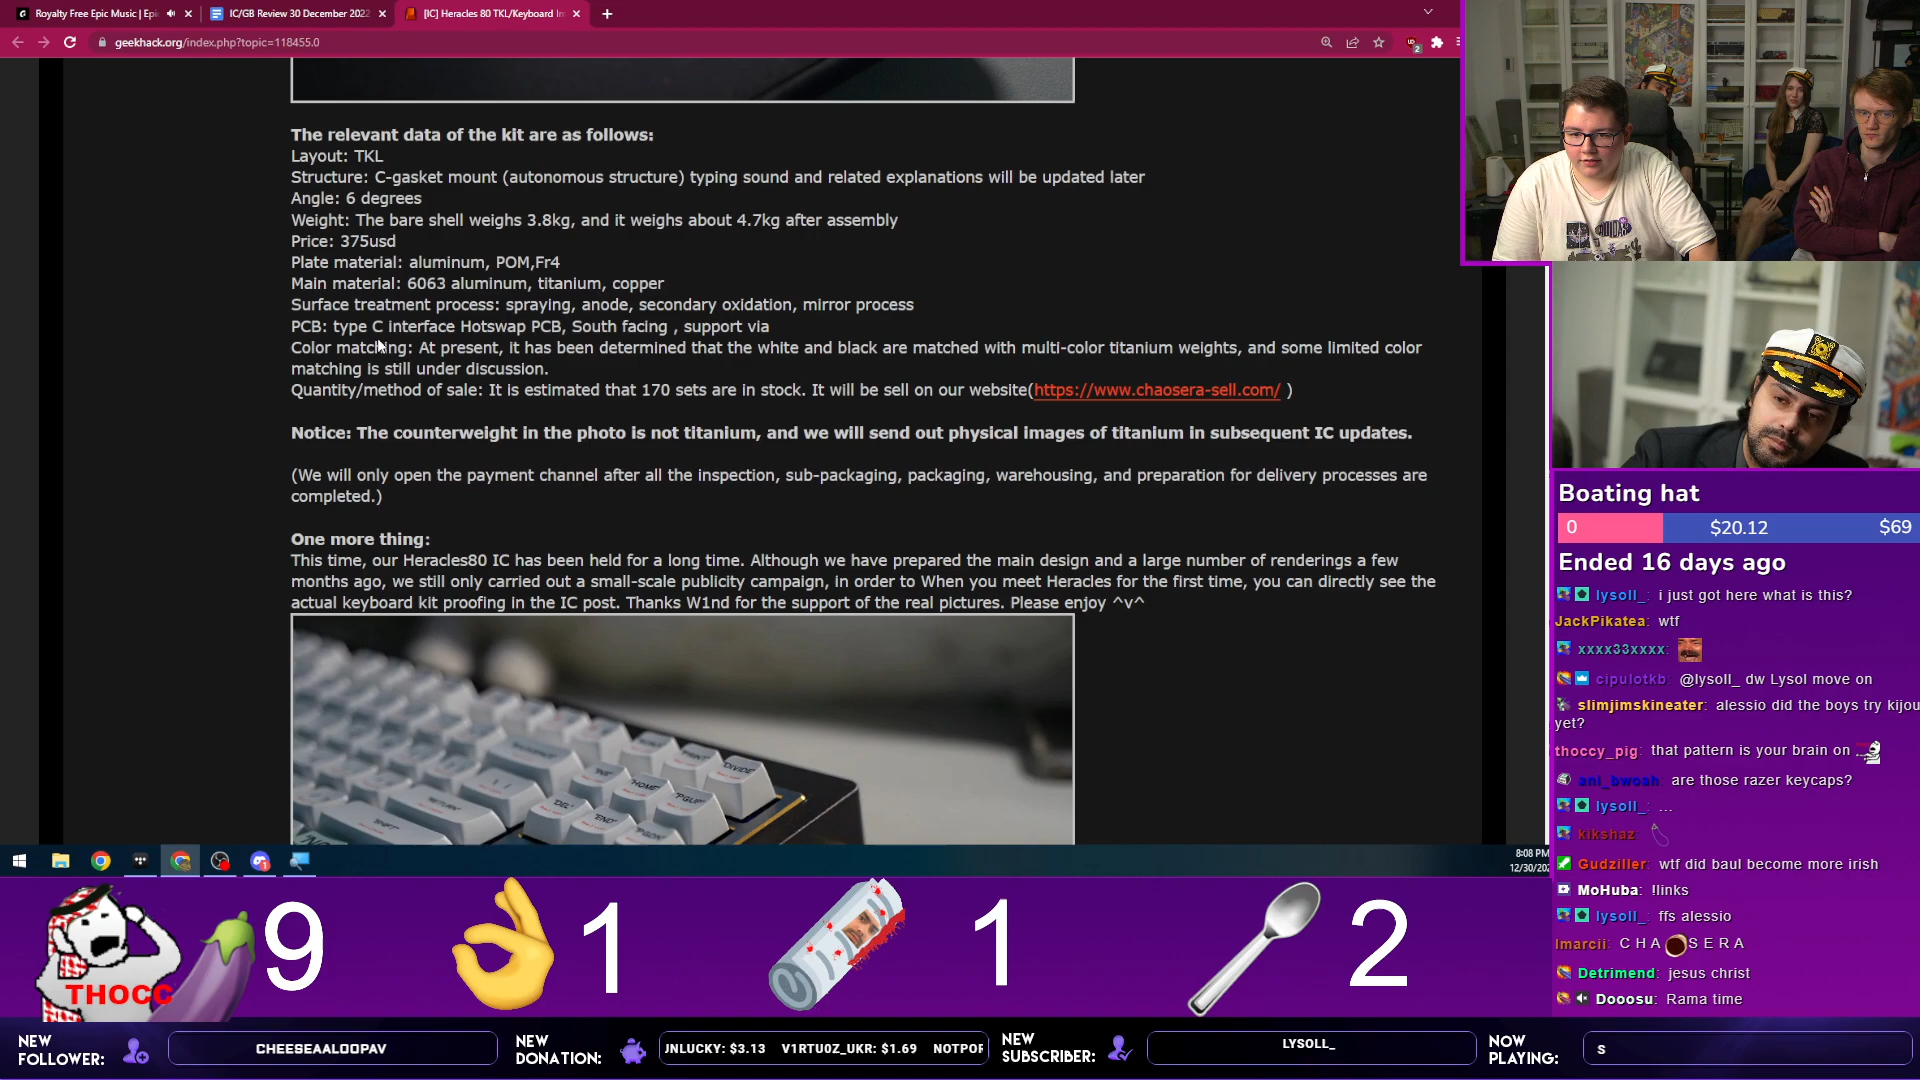 Royalty Free Epic Music | Epi
IC/GB Review 30 December 2022
[IC] Heracles 80 TKL/Keyboard In
geekhack.org/index.php?topic=118455.0
The relevant data of the kit are as follows:
Layout: TKL
Structure: C-gasket mount (autonomous structure) typing sound and related explanations will be updated later
Angle: 6 degrees
Weight: The bare shell weighs 3.8kg, and it weighs about 4.7kg after assembly
Price: 375usd
Plate material: aluminum, POM,Fr4
Main material: 6063 aluminum, titanium, copper
Surface treatment process: spraying, anode, secondary oxidation, mirror process
PCB: type C interface Hotswap PCB, South facing , support via
Color matching: At present, it has been determined that the white and black are matched with multi-color titanium weights, and some limited color
matching is still under discussion.
Quantity/method of sale: It is estimated that 170 sets are in stock. It will be sell on our website(https://www.chaosera-sell.com/ )
Notice: The counterweight in the photo is not titanium, and we will send out physical images of titanium in subsequent IC updates.
(We will only open the payment channel after all the inspection, sub-packaging, packaging, warehousing, and preparation for delivery processes are
completed.)
One more thing:
This time, our Heracles80 IC has been held for a long time. Although we have prepared the main design and a large number of renderings a few
months ago, we still only carried out a small-scale publicity campaign, in order to When you meet Heracles for the first time, you can directly see the
actual keyboard kit proofing in the IC post. Thanks W1nd for the support of the real pictures. Please enjoy ^v^
DIVIDE
HOME
PGUP
DEL
END
PGDN
RETURN
SHIFT
8:08 PM
12/30/202
Boating hat
0 $20.12 $69
Ended 16 days ago
lysoll_: i just got here what is this?
JackPikatea: wtf
xxxx33xxxx:
cipulotkb: @lysoll_ dw Lysol move on
slimjimskineater: alessio did the boys try kijou
yet?
thoccy_pig: that pattern is your brain on
ani_bwoah: are those razer keycaps?
lysoll_: ...
kikshaz:
Gudziller: wtf did baul become more irish
MoHuba: !links
lysoll_: ffs alessio
lmarcii: C H A S E R A
Detrimend: jesus christ
Dooosu: Rama time
THOCC
9 1 1 2
NEW
FOLLOWER:
CHEESEAALOOPAV
NEW
DONATION:
JNLUCKY: $3.13 V1RTU0Z_UKR: $1.69 NOTPOR
NEW
SUBSCRIBER:
LYSOLL_
NOW
PLAYING:
S